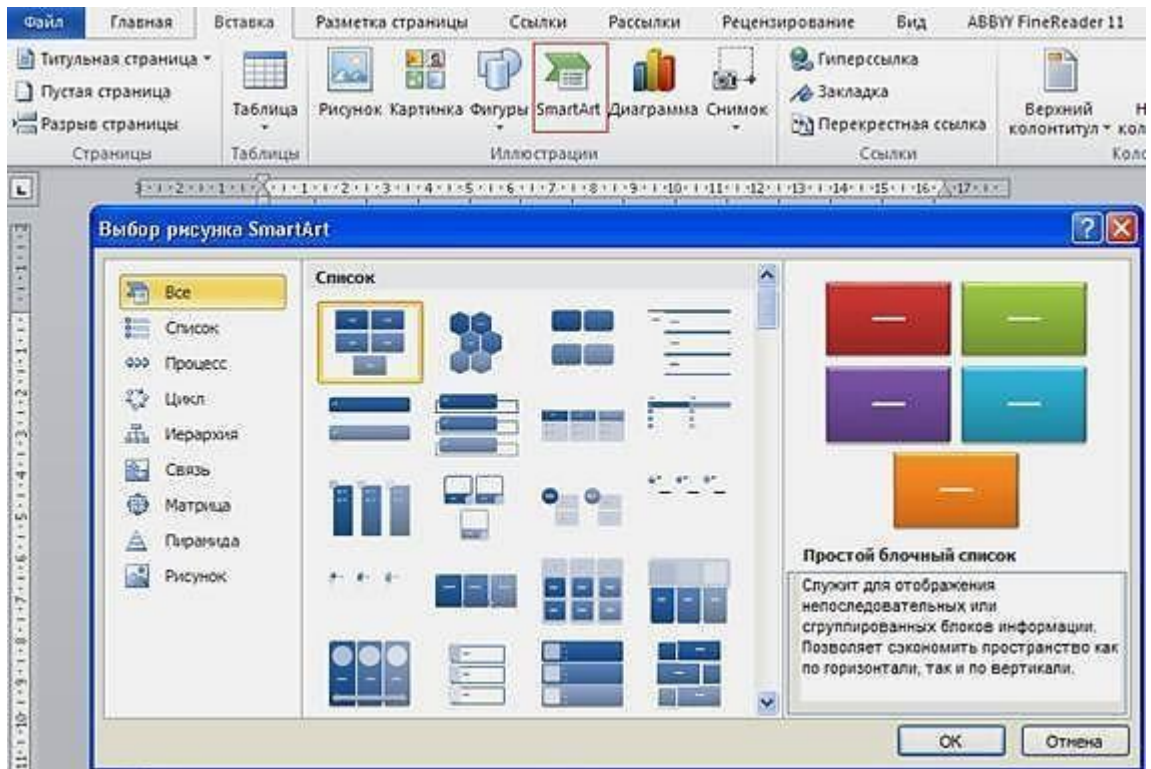 Файл Главная Вставка Разметка страницы Ссылки Рассылки Рецензирование Вид ABBYY FineReader 11
Титульная страница
Пустая страница
Разрыв страницы
Страницы
Таблица
Таблицы
Рисунок Картинка Фигуры SmartArt Диаграмма Снимок
Иллюстрации
Гиперссылка
Закладка
Перекрестная ссылка
Ссылки
Верхний
колонтитул
Выбор рисунка SmartArt
Все
Список
Процесс
Цикл
Иерархия
Связь
Матрица
Пирамида
Рисунок
Список
Простой блочный список
Служит для отображения
непоследовательных или
сгруппированных блоков информации.
Позволяет сэкономить пространство как
по горизонтали, так и по вертикали.
ОК Отмена